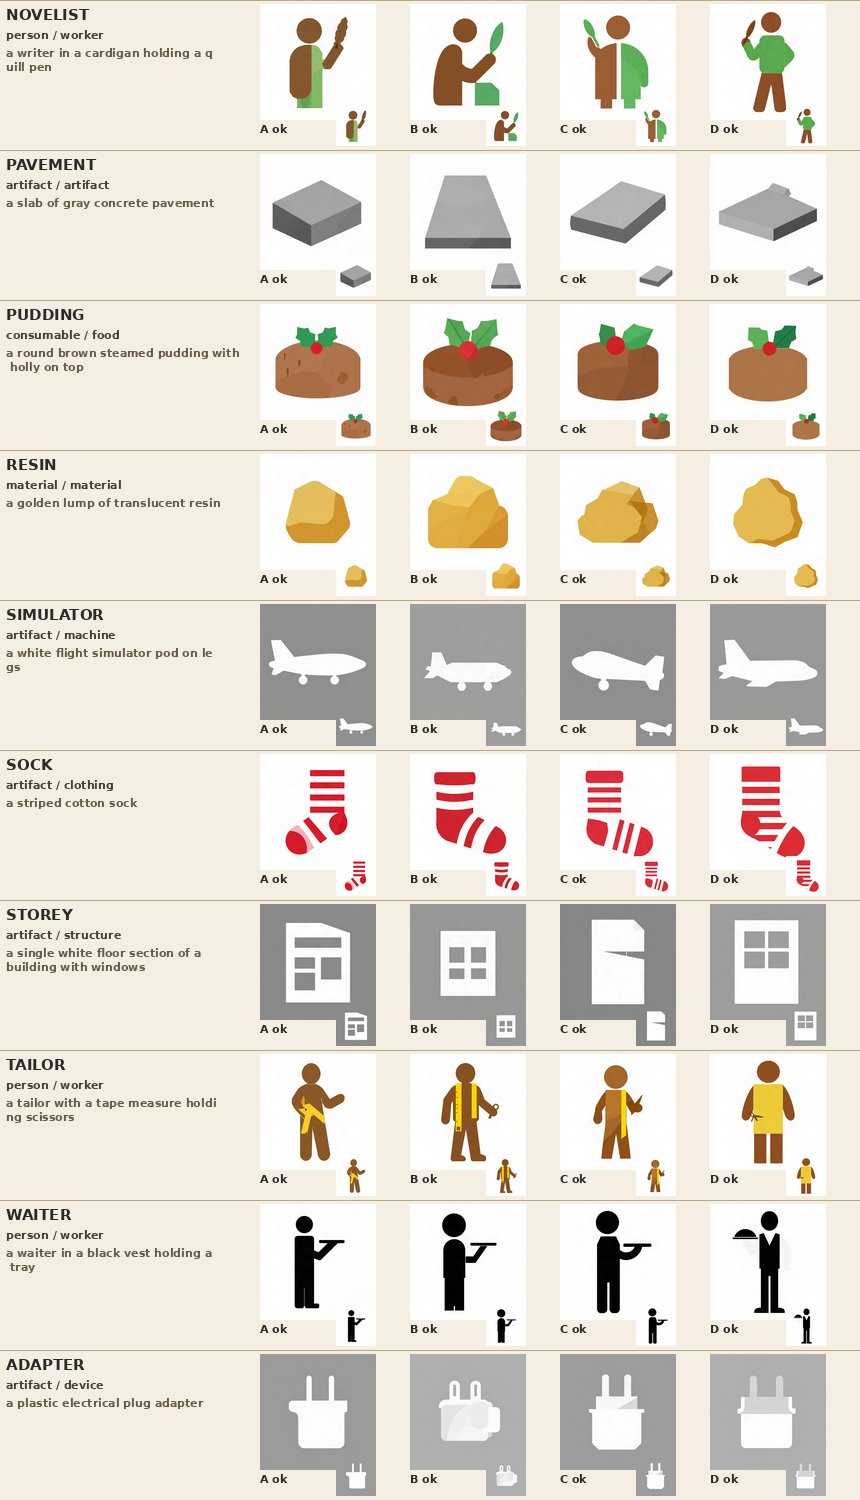 NOVELIST
person / worker
a writer in a cardigan holding a q
uill pen
A ok
B ok
C ok
D ok
PAVEMENT
artifact / artifact
a slab of gray concrete pavement
A ok
B ok
C ok
D ok
PUDDING
consumable / food
a round brown steamed pudding with
holly on top
A ok
B ok
C ok
D ok
RESIN
material / material
a golden lump of translucent resin
A ok
B ok
C ok
D ok
SIMULATOR
artifact / machine
a white flight simulator pod on le
gs
A ok
B ok
C ok
D ok
SOCK
artifact / clothing
a striped cotton sock
A ok
B ok
C ok
D ok
STOREY
artifact / structure
a single white floor section of a
building with windows
A ok
B ok
C ok
D ok
TAILOR
person / worker
a tailor with a tape measure holdi
ng scissors
A ok
B ok
C ok
D ok
WAITER
person / worker
a waiter in a black vest holding a
tray
A ok
B ok
C ok
D ok
ADAPTER
artifact / device
a plastic electrical plug adapter
A ok
B ok
C ok
D ok